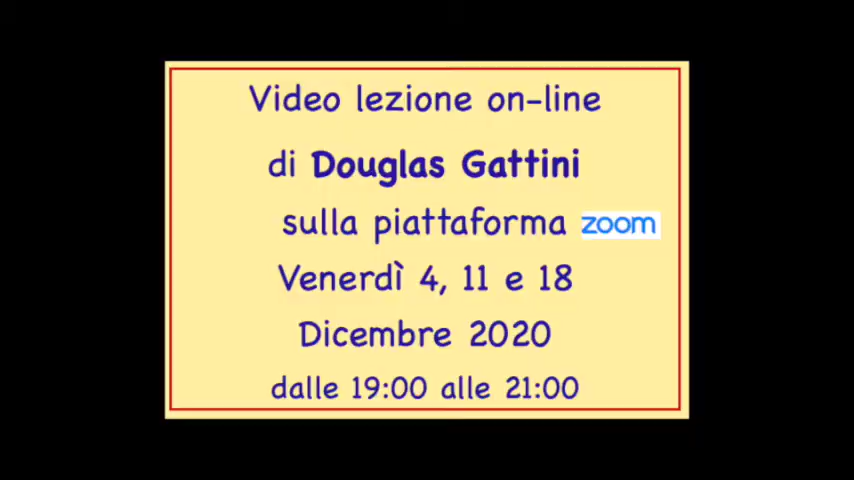 Video lezione on-line
di Douglas Gattini
sulla piattaforma zoom
Venerdì 4, 11 e 18
Dicembre 2020
dalle 19:00 alle 21:00